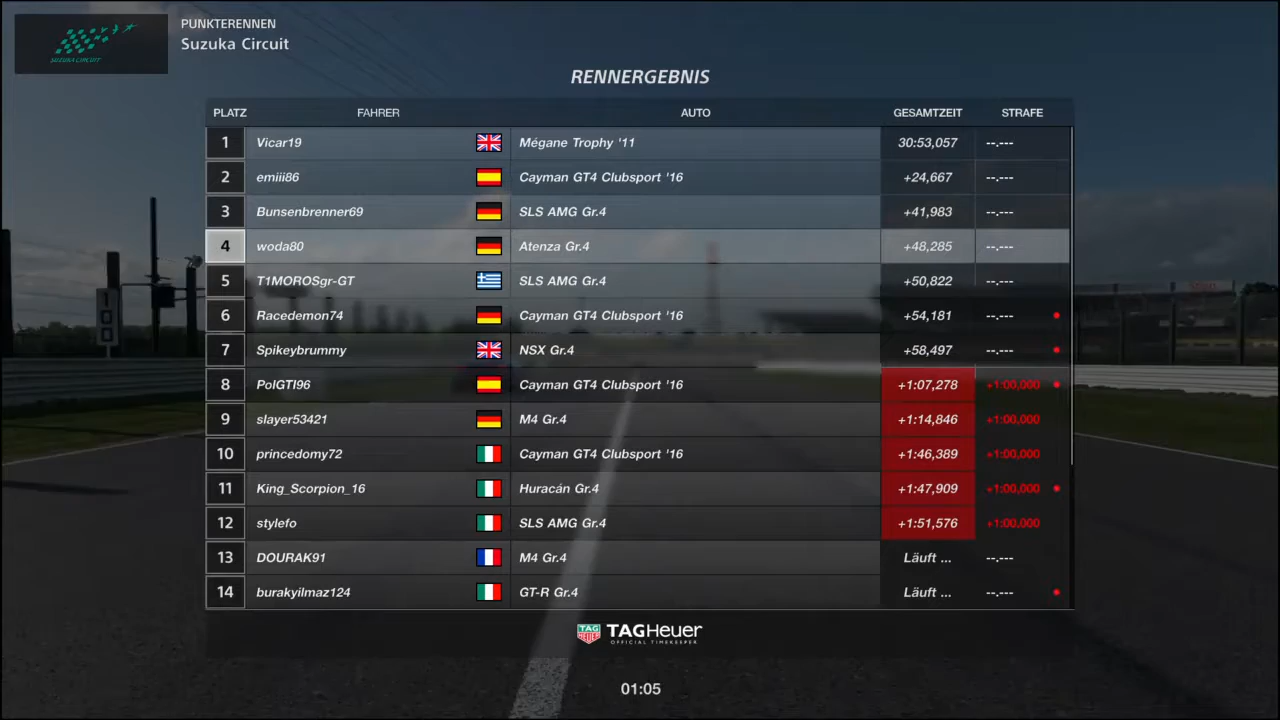 PUNKTERENNEN
Suzuka Circuit
SUZUKA CIRCUIT
RENNERGEBNIS
PLATZ FAHRER AUTO GESAMTZEIT STRAFE
1 Vicar19 Mégane Trophy '11 30:53,057 --.---
2 emiii86 Cayman GT4 Clubsport '16 +24,667 --.---
3 Bunsenbrenner69 SLS AMG Gr.4 +41,983 --.---
4 woda80 Atenza Gr.4 +48,285 --.---
5 T1MOROSgr-GT SLS AMG Gr.4 +50,822 --.---
6 Racedemon74 Cayman GT4 Clubsport '16 +54,181 --.---
7 Spikeybrummy NSX Gr.4 +58,497 --.---
8 PolGTI96 Cayman GT4 Clubsport '16 +1:07,278 +1:00,000
9 slayer53421 M4 Gr.4 +1:14,846 +1:00,000
10 princedomy72 Cayman GT4 Clubsport '16 +1:46,389 +1:00,000
11 King_Scorpion_16 Huracán Gr.4 +1:47,909 +1:00,000
12 stylefo SLS AMG Gr.4 +1:51,576 +1:00,000
13 DOURAK91 M4 Gr.4 Läuft ... --.---
14 burakyilmaz124 GT-R Gr.4 Läuft ... --.---
100
TAG HEUER TAGHeuer
OFFICIAL TIMEKEEPER
01:05